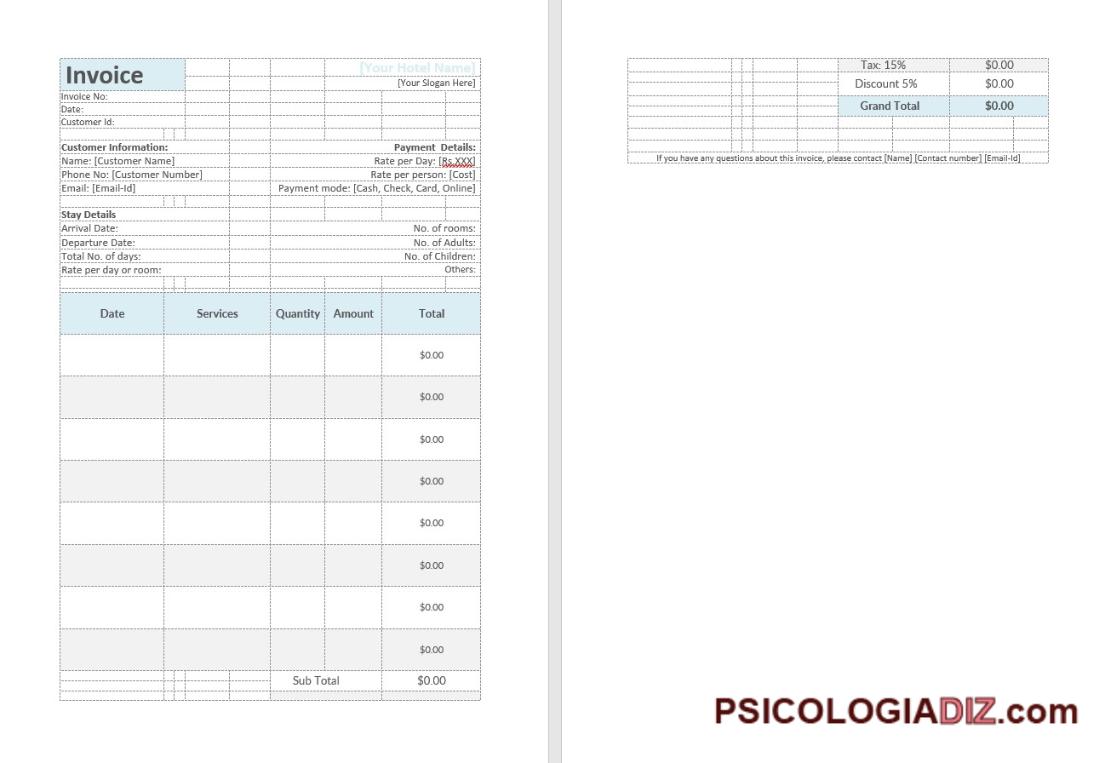 Invoice
[Your Hotel Name]
[Your Slogan Here]
Invoice No:
Date:
Customer Id:
Customer Information: Payment Details:
Name: [Customer Name] Rate per Day: [Rs.XXX]
Phone No: [Customer Number] Rate per person: [Cost]
Email: [Email-Id] Payment mode: [Cash, Check, Card, Online]
Stay Details
Arrival Date: No. of rooms:
Departure Date: No. of Adults:
Total No. of days: No. of Children:
Rate per day or room: Others:
Date Services Quantity Amount Total
$0.00
$0.00
$0.00
$0.00
$0.00
$0.00
$0.00
$0.00
Sub Total $0.00
Tax: 15% $0.00
Discount 5% $0.00
Grand Total $0.00
If you have any questions about this invoice, please contact [Name] [Contact number] [Email-Id]
PSICOLOGIADIZ.com